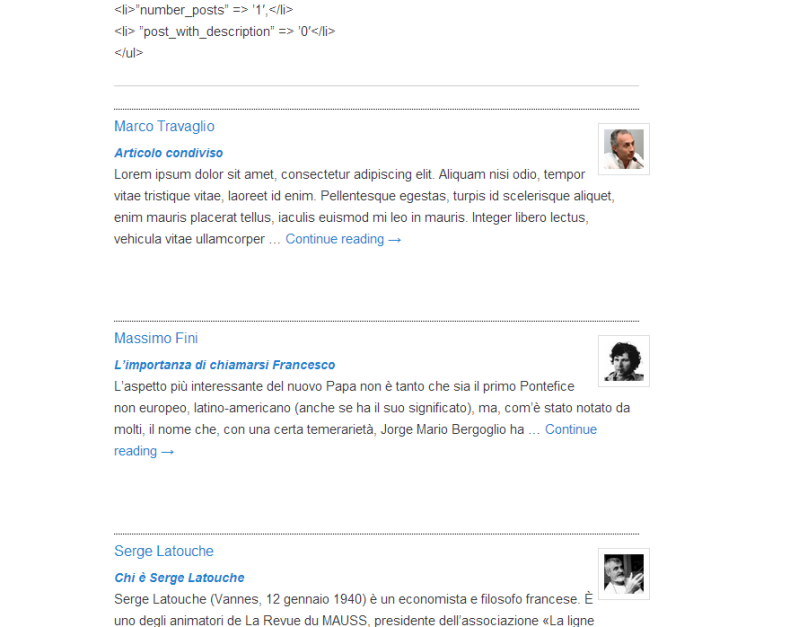 <li>”number_posts” => ’1′,</li>
<li> ”post_with_description” => ’0′</li>
</ul>
Marco Travaglio
Articolo condiviso
Lorem ipsum dolor sit amet, consectetur adipiscing elit. Aliquam nisi odio, tempor
vitae tristique vitae, laoreet id enim. Pellentesque egestas, turpis id scelerisque aliquet,
enim mauris placerat tellus, iaculis euismod mi leo in mauris. Integer libero lectus,
vehicula vitae ullamcorper … Continue reading →
Massimo Fini
L’importanza di chiamarsi Francesco
L’aspetto più interessante del nuovo Papa non è tanto che sia il primo Pontefice
non europeo, latino-americano (anche se ha il suo significato), ma, com’è stato notato da
molti, il nome che, con una certa temerarietà, Jorge Mario Bergoglio ha … Continue
reading →
Serge Latouche
Chi è Serge Latouche
Serge Latouche (Vannes, 12 gennaio 1940) è un economista e filosofo francese. È
uno degli animatori de La Revue du MAUSS, presidente dell’associazione «La ligne